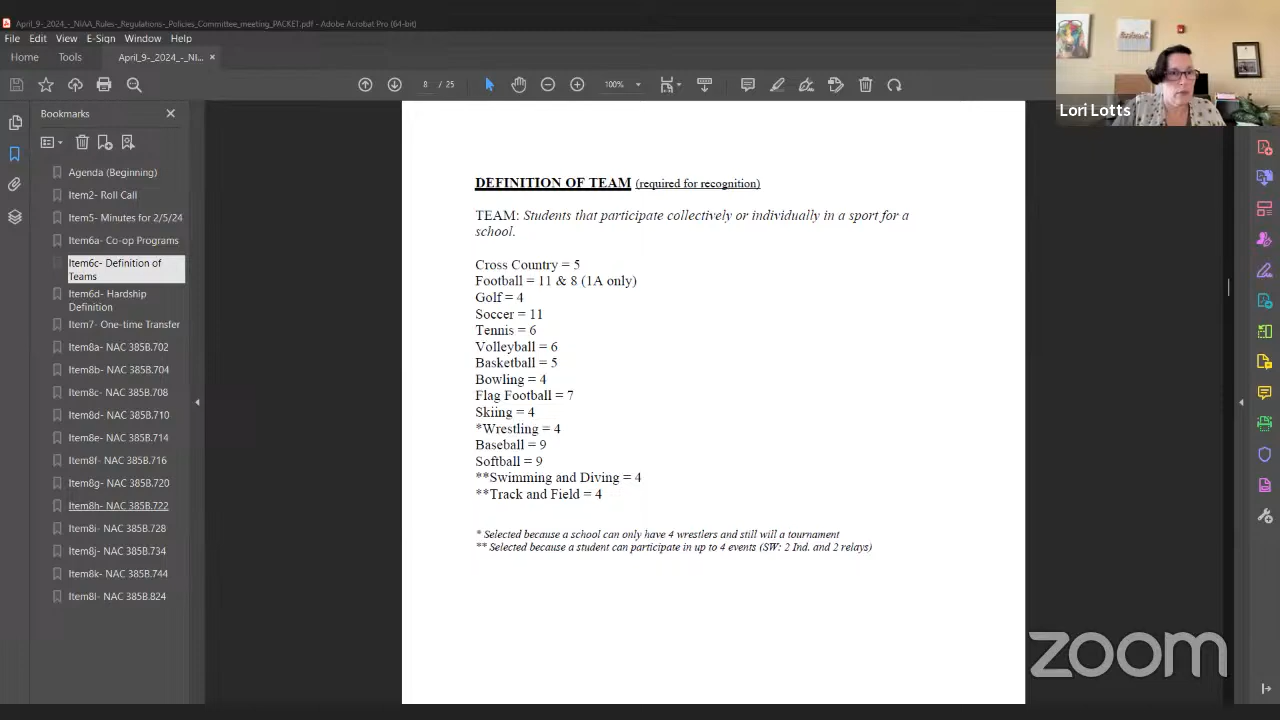 April_9-_2024_-_NIAA_Rules-_Regulations-_Policies_Committee_meeting_PACKET.pdf - Adobe Acrobat Pro (64-bit)
File Edit View E-Sign Window Help
Home Tools April_9-_2024_-_NI... ×
8 / 25 100%
Bookmarks
Agenda (Beginning)
Item2- Roll Call
Item5- Minutes for 2/5/24
Item6a- Co-op Programs
Item6c- Definition of
Teams
Item6d- Hardship
Definition
Item7- One-time Transfer
Item8a- NAC 385B.702
Item8b- NAC 385B.704
Item8c- NAC 385B.708
Item8d- NAC 385B.710
Item8e- NAC 385B.714
Item8f- NAC 385B.716
Item8g- NAC 385B.720
Item8h- NAC 385B.722
Item8i- NAC 385B.728
Item8j- NAC 385B.734
Item8k- NAC 385B.744
Item8l- NAC 385B.824
DEFINITION OF TEAM (required for recognition)
TEAM: Students that participate collectively or individually in a sport for a
school.
Cross Country = 5
Football = 11 & 8 (1A only)
Golf = 4
Soccer = 11
Tennis = 6
Volleyball = 6
Basketball = 5
Bowling = 4
Flag Football = 7
Skiing = 4
*Wrestling = 4
Baseball = 9
Softball = 9
**Swimming and Diving = 4
**Track and Field = 4
* Selected because a school can only have 4 wrestlers and still will a tournament
** Selected because a student can participate in up to 4 events (SW: 2 Ind. and 2 relays)
Lori Lotts
zoom